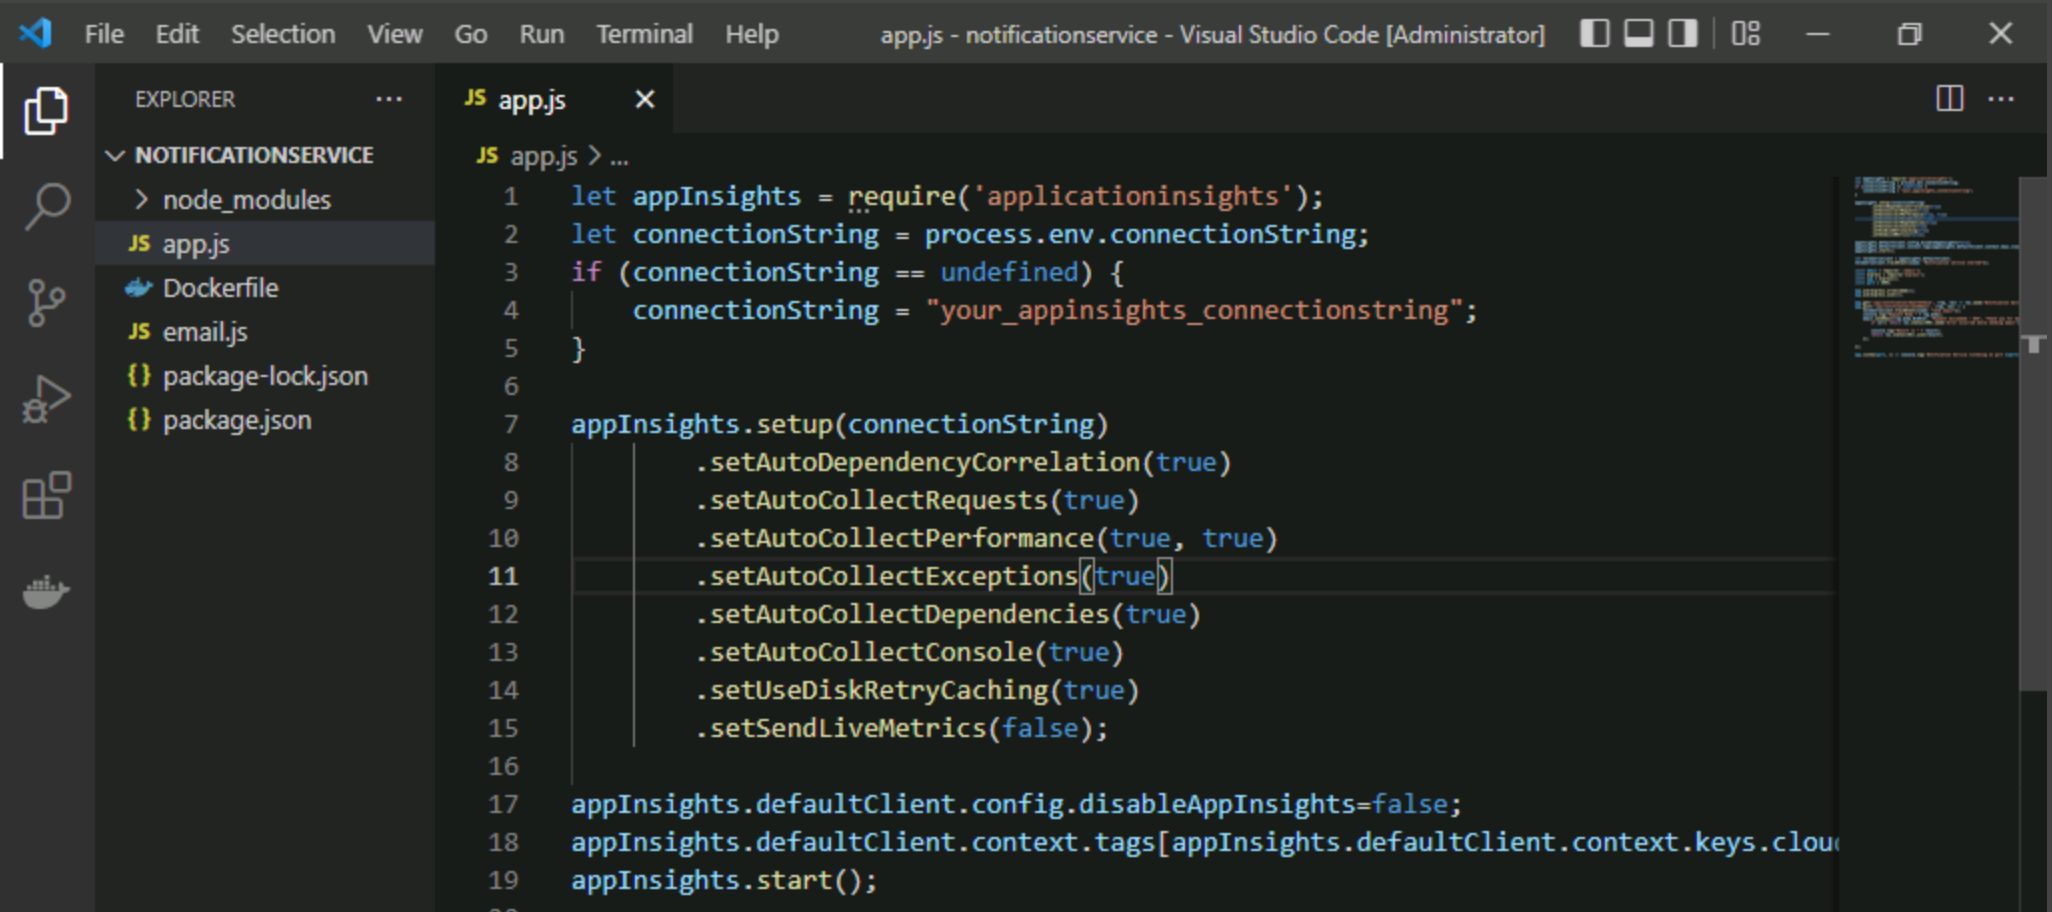 File Edit Selection View Go Run Terminal Help app.js - notificationservice - Visual Studio Code [Administrator]
EXPLORER ...
NOTIFICATIONSERVICE
node_modules
JS app.js
Dockerfile
JS email.js
{} package-lock.json
{} package.json
JS app.js
JS app.js > ...
1 let appInsights = require('applicationinsights');
2 let connectionString = process.env.connectionString;
3 if (connectionString == undefined) {
4 connectionString = "your_appinsights_connectionstring";
5 }
6
7 appInsights.setup(connectionString)
8 .setAutoDependencyCorrelation(true)
9 .setAutoCollectRequests(true)
10 .setAutoCollectPerformance(true, true)
11 .setAutoCollectExceptions(true)
12 .setAutoCollectDependencies(true)
13 .setAutoCollectConsole(true)
14 .setUseDiskRetryCaching(true)
15 .setSendLiveMetrics(false);
16
17 appInsights.defaultClient.config.disableAppInsights=false;
18 appInsights.defaultClient.context.tags[appInsights.defaultClient.context.keys.clou
19 appInsights.start();